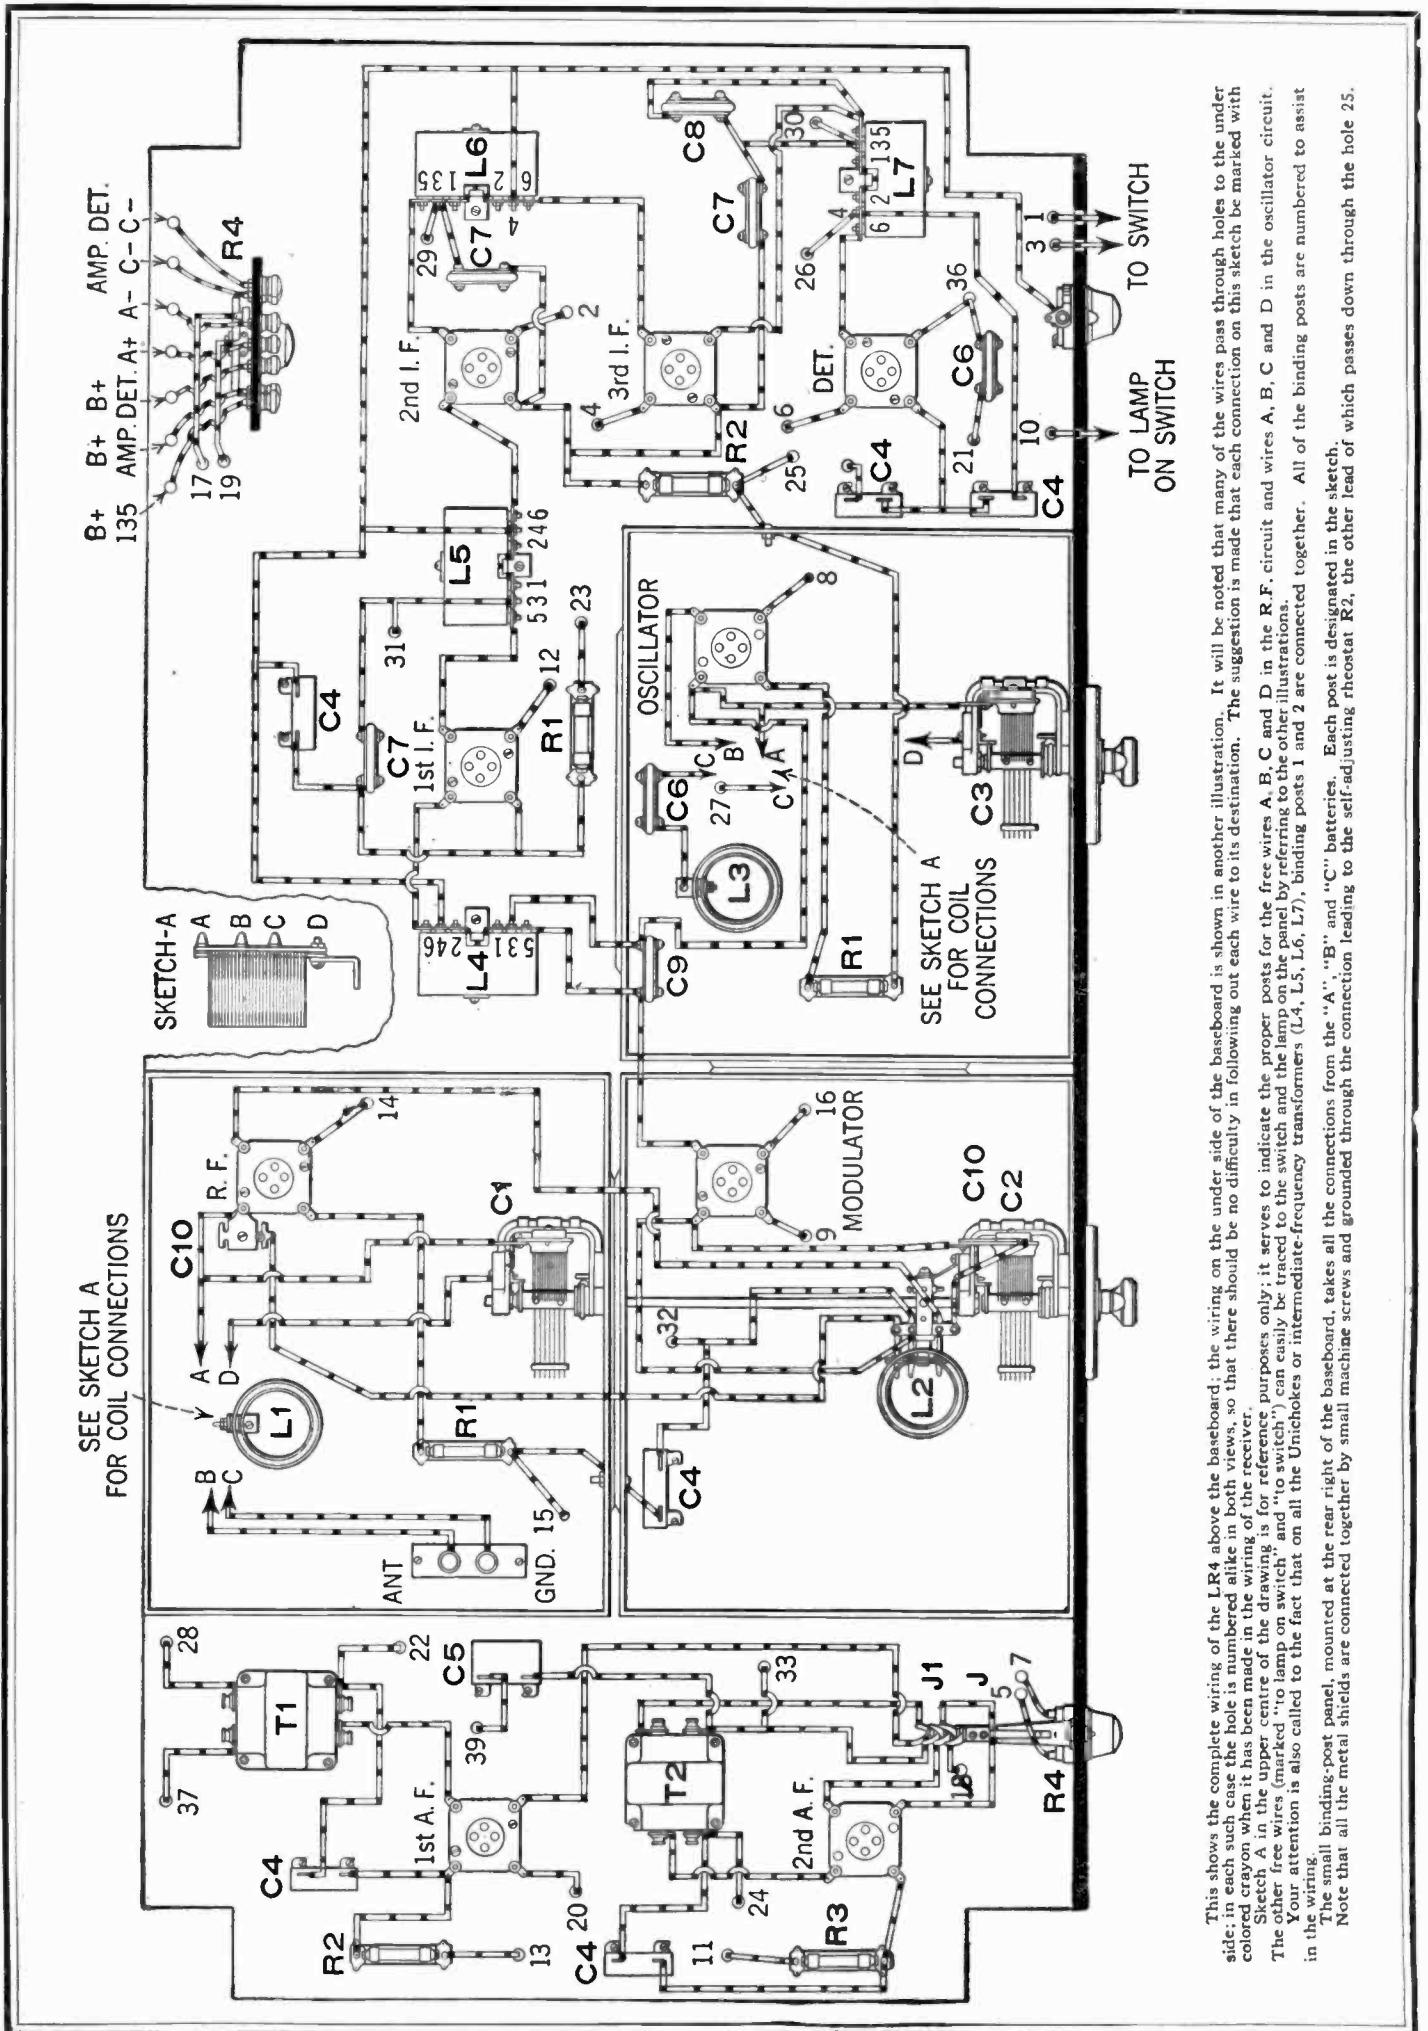 SEE SKETCH A
FOR COIL CONNECTIONS
SKETCH-A
A
B
C
D
B+
135
B+
AMP.
B+
DET.
A+
A-
C-
AMP.
C-
DET.
R4
17
19
28
37
T1
22
C4
R2
13
1st A. F.
20
39
C5
33
T2
24
2nd A. F.
C4
11
R3
J1
J
18
5
7
R4
ANT
GND.
B
C
L1
A
D
C10
R. F.
14
R1
15
C1
C4
32
L2
9
16
MODULATOR
C10
C2
L4
246
531
C9
C4
C7
1st I. F.
12
R1
23
31
L5
531
246
OSCILLATOR
8
C6
C
B
A
27
C
L3
R1
SEE SKETCH A
FOR COIL
CONNECTIONS
D
C3
2nd I. F.
29
C7
L6
135
2
4
6
2
3rd I. F.
4
R2
25
C8
C7
30
L7
135
2
4
6
26
DET.
6
36
C6
21
C4
C4
10
TO LAMP
ON SWITCH
3
1
TO SWITCH
This shows the complete wiring of the LR4 above the baseboard; the wiring on the under side of the baseboard is shown in another illustration. It will be noted that many of the wires pass through holes to the under
side; in each such case the hole is numbered alike in both views, so that there should be no difficulty in followiing out each wire to its destination. The suggestion is made that each connection on this sketch be marked with
colored crayon when it has been made in the wiring of the receiver.
Sketch A in the upper centre of the drawing is for reference purposes only; it serves to indicate the proper posts for the free wires A, B, C and D in the R.F. circuit and wires A, B, C and D in the oscillator circuit.
The other free wires (marked "to lamp on switch" and "to switch") can easily be traced to the switch and the lamp on the panel by referring to the other illustrations.
Your attention is also called to the fact that on all the Unichokes or intermediate-frequency transformers (L4, L5, L6, L7), binding posts 1 and 2 are connected together. All of the binding posts are numbered to assist
in the wiring.
The small binding-post panel, mounted at the rear right of the baseboard, takes all the connections from the "A", "B" and "C" batteries. Each post is designated in the sketch.
Note that all the metal shields are connected together by small machine screws and grounded through the connection leading to the self-adjusting rheostat R2, the other lead of which passes down through the hole 25.